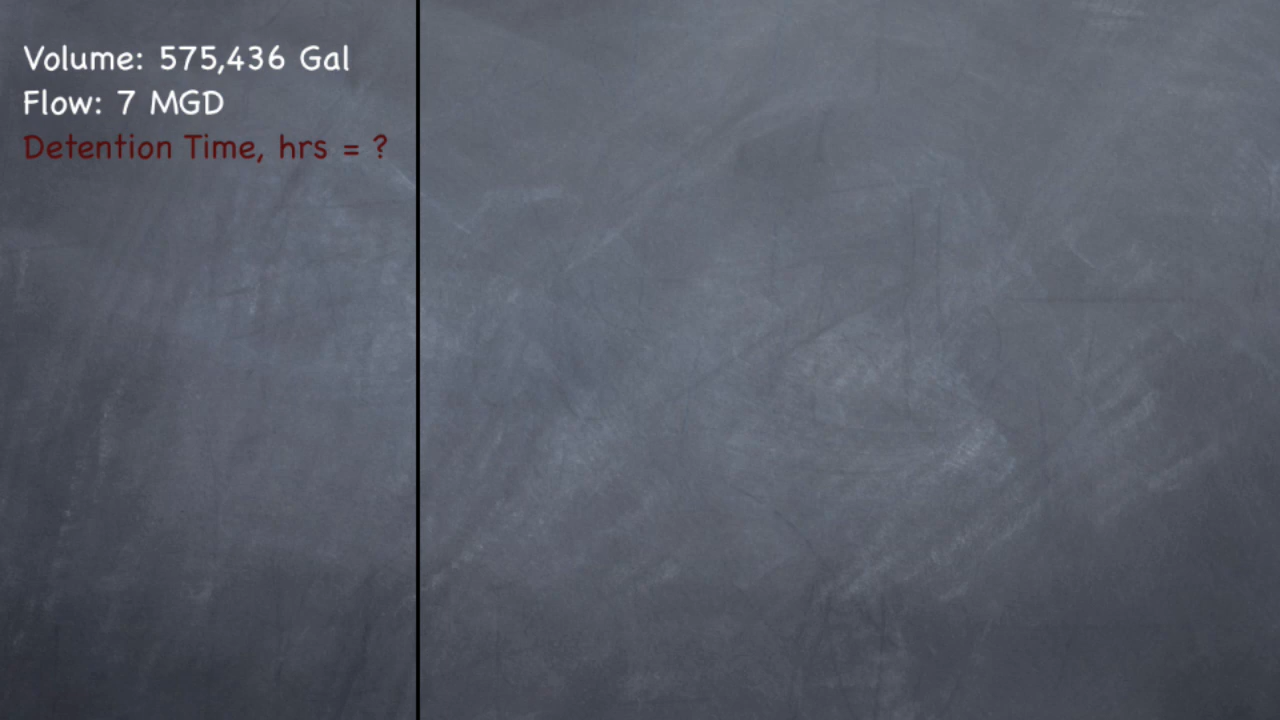 Volume: 575,436 Gal
Flow: 7 MGD
Detention Time, hrs = ?